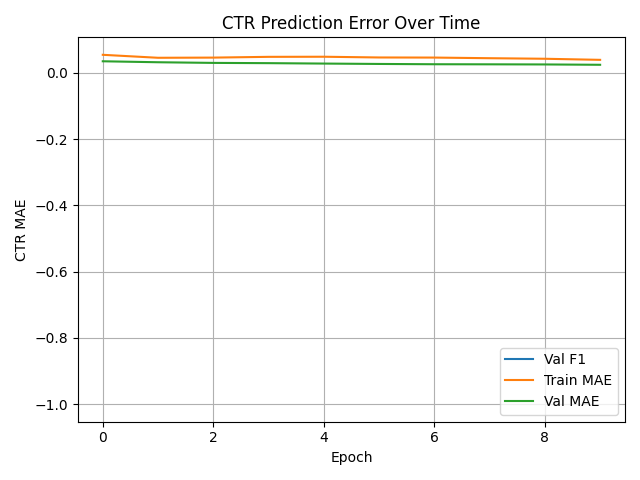 CTR Prediction Error Over Time
CTR MAE
0.0
−0.2
−0.4
−0.6
−0.8
−1.0
0 2 4 6 8
Epoch
Val F1
Train MAE
Val MAE